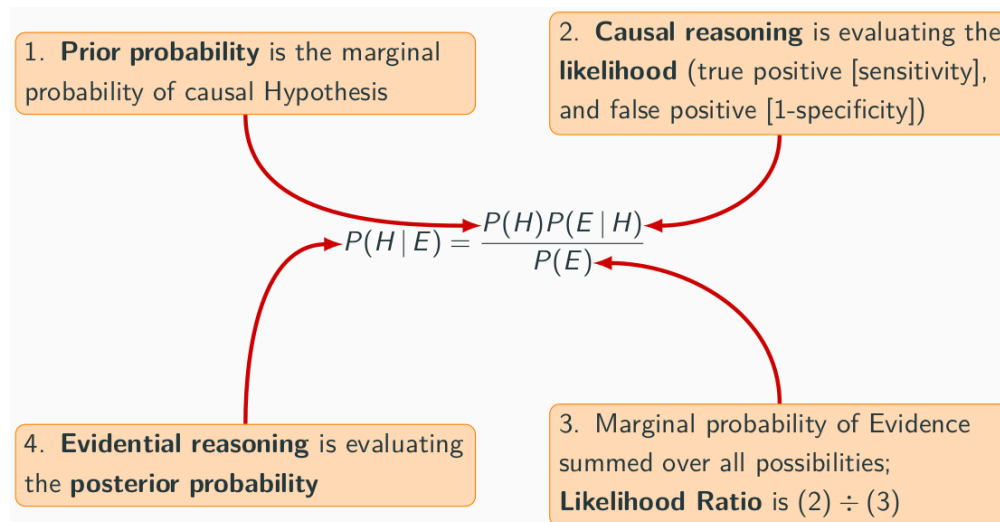 1. Prior probability is the marginal
probability of causal Hypothesis
2. Causal reasoning is evaluating the
likelihood (true positive [sensitivity],
and false positive [1-specificity])
P(H | E) = P(H)P(E | H)
P(E)
4. Evidential reasoning is evaluating
the posterior probability
3. Marginal probability of Evidence
summed over all possibilities;
Likelihood Ratio is (2) ÷ (3)